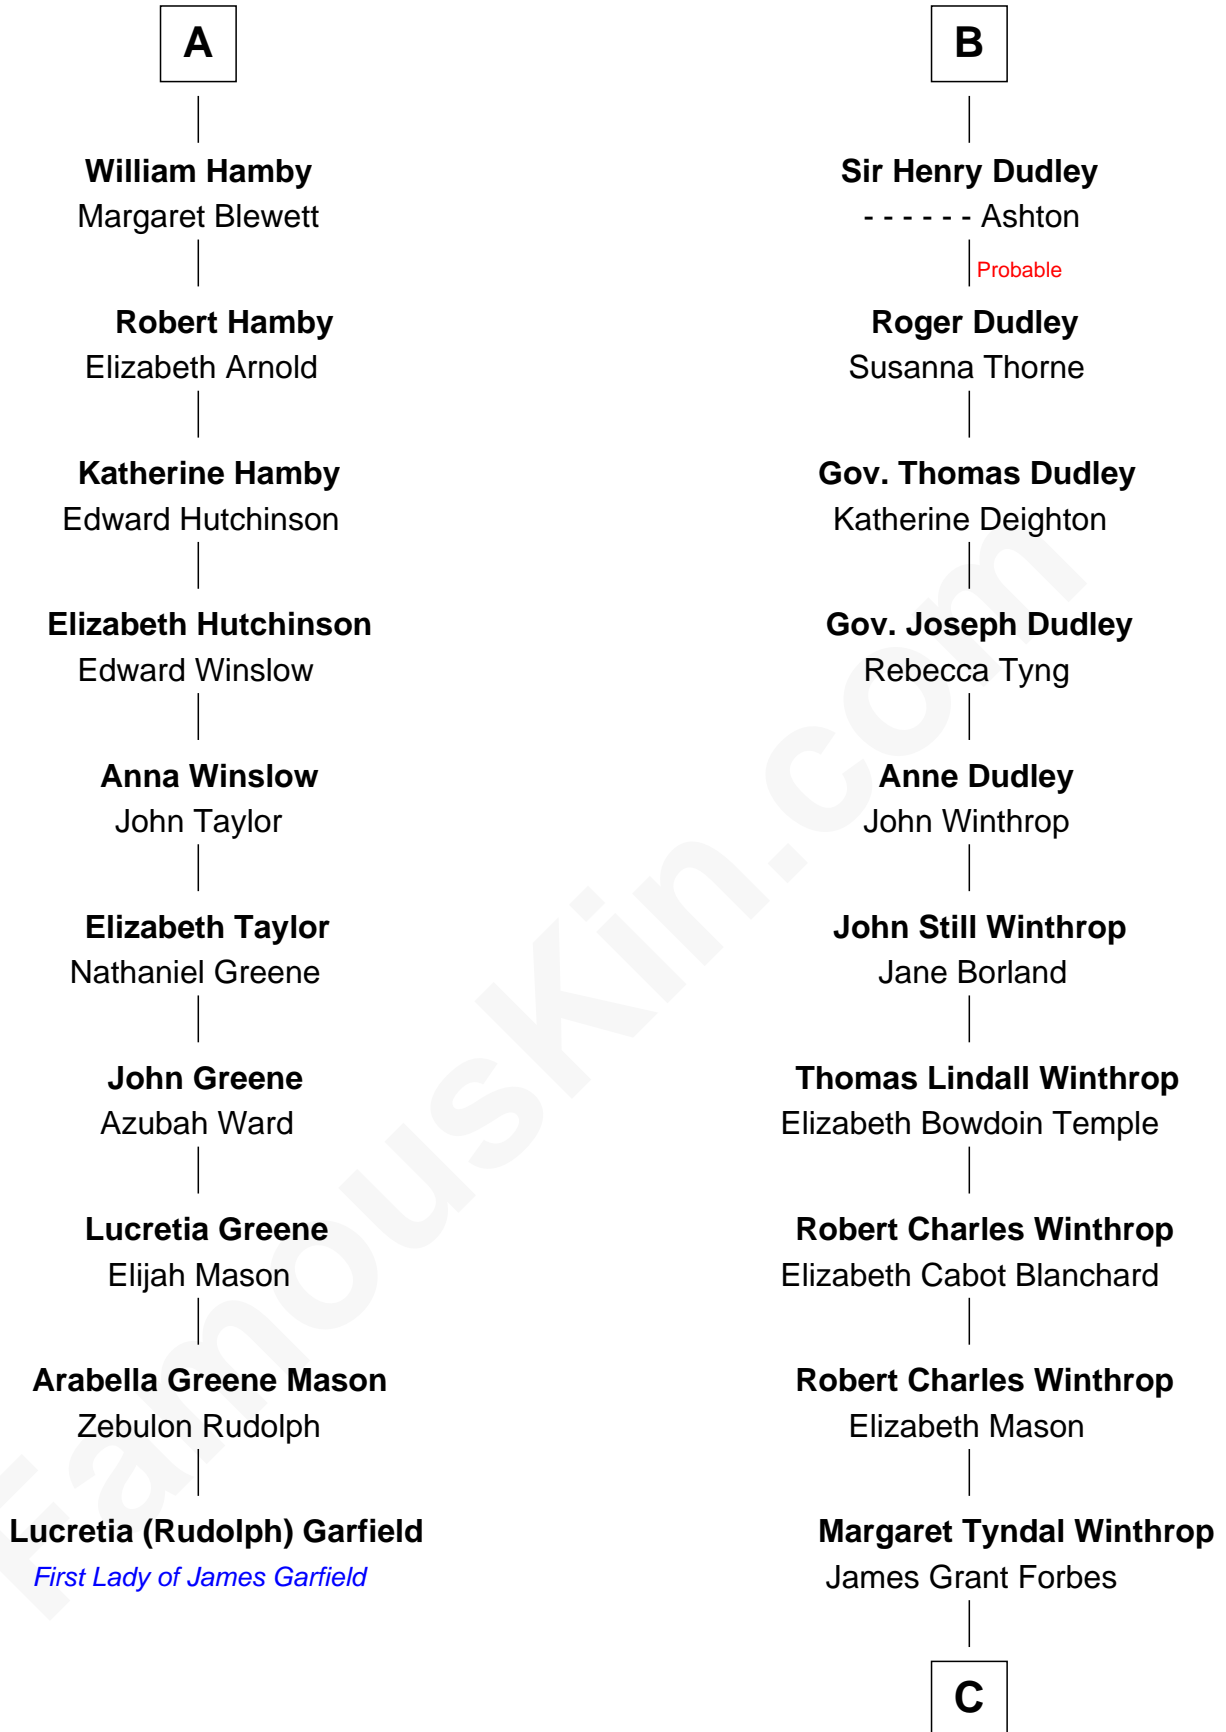 A
William Hamby
Margaret Blewett
Robert Hamby
Elizabeth Arnold
Katherine Hamby
Edward Hutchinson
Elizabeth Hutchinson
Edward Winslow
Anna Winslow
John Taylor
Elizabeth Taylor
Nathaniel Greene
John Greene
Azubah Ward
Lucretia Greene
Elijah Mason
Arabella Greene Mason
Zebulon Rudolph
Lucretia (Rudolph) Garfield
First Lady of James Garfield
B
Sir Henry Dudley
- - - - - - Ashton
Probable
Roger Dudley
Susanna Thorne
Gov. Thomas Dudley
Katherine Deighton
Gov. Joseph Dudley
Rebecca Tyng
Anne Dudley
John Winthrop
John Still Winthrop
Jane Borland
Thomas Lindall Winthrop
Elizabeth Bowdoin Temple
Robert Charles Winthrop
Elizabeth Cabot Blanchard
Robert Charles Winthrop
Elizabeth Mason
Margaret Tyndal Winthrop
James Grant Forbes
C
FamousKin.com